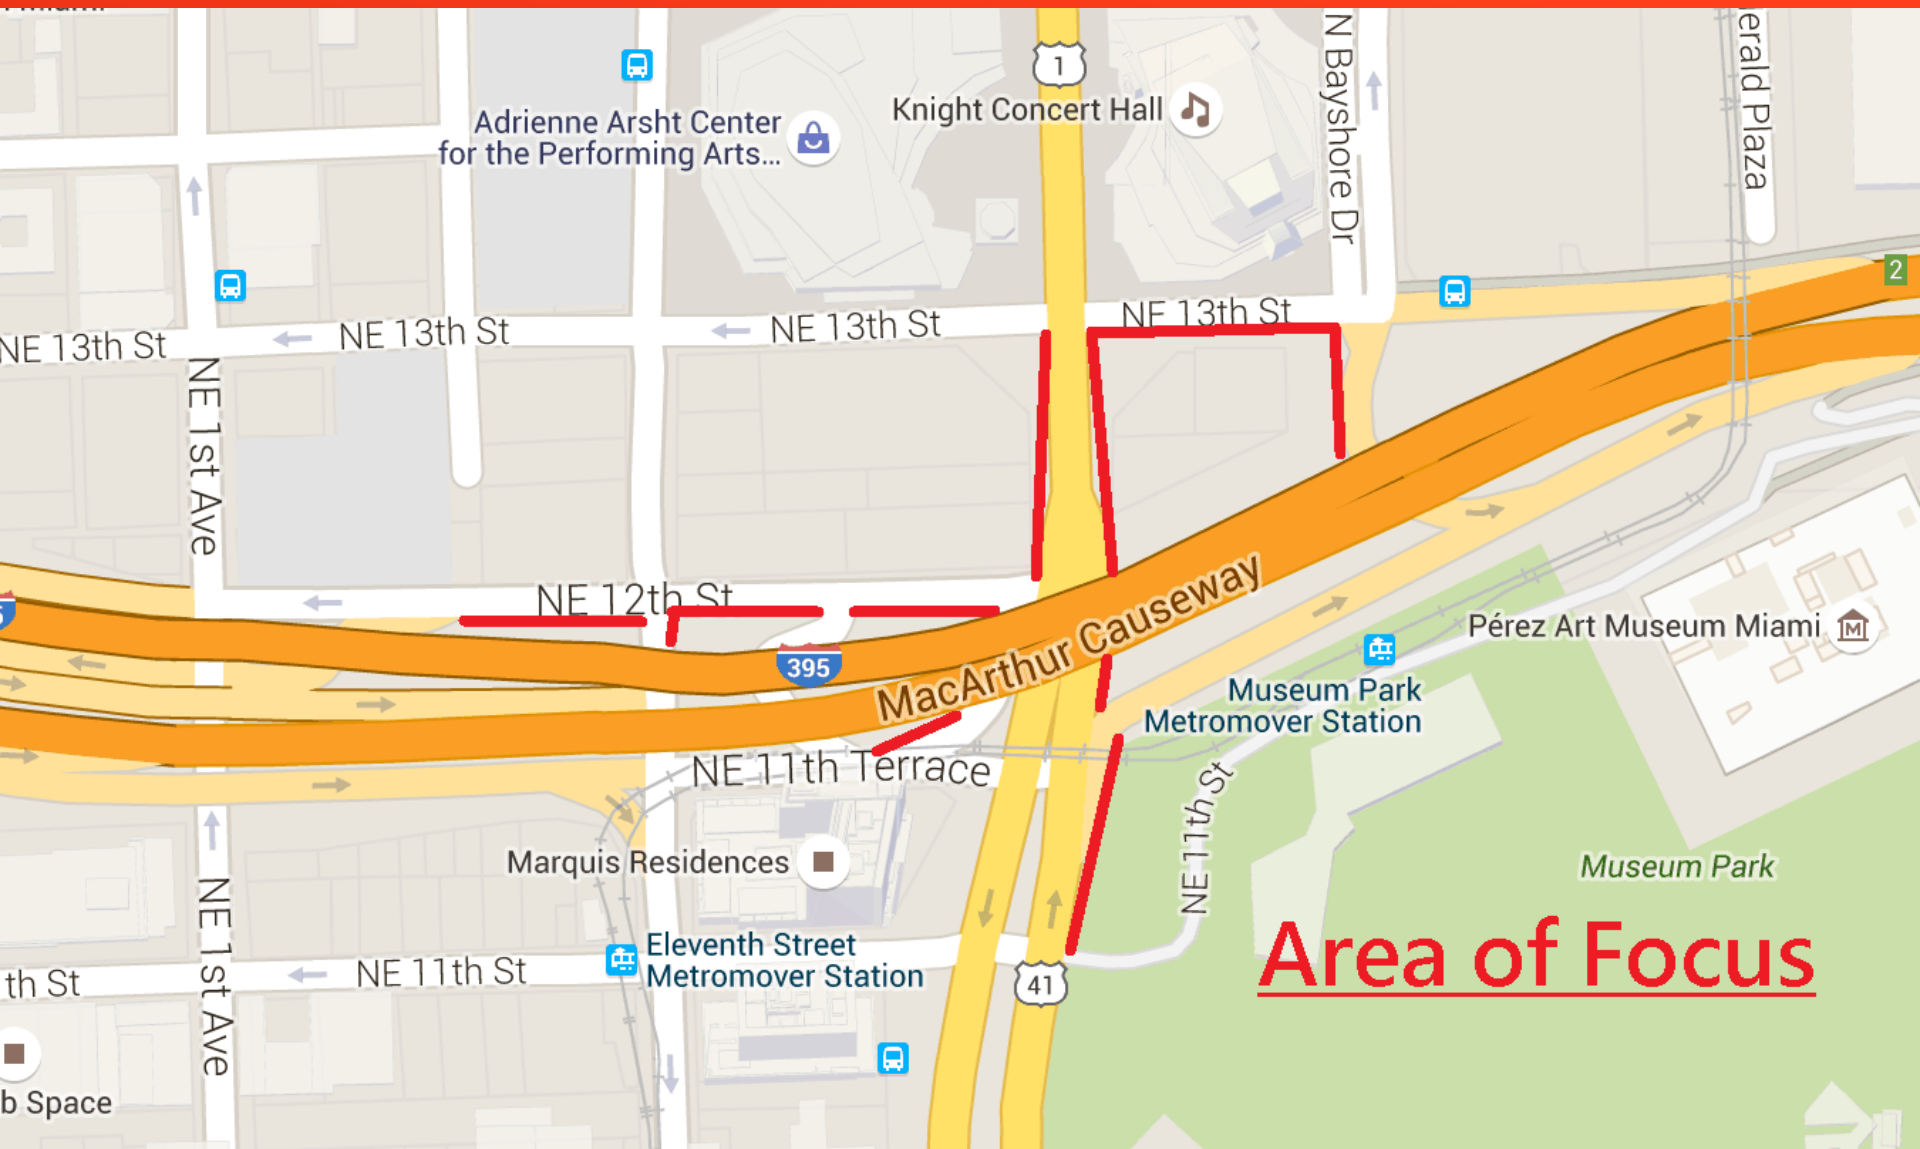 1
N Bayshore Dr
erald Plaza
Adrienne Arsht Center
for the Performing Arts...
Knight Concert Hall
2
NE 13th St
NE 13th St
NE 13th St
NE 13th St
NE 1st Ave
NE 12th St
395
MacArthur Causeway
Pérez Art Museum Miami
M
Museum Park
Metromover Station
NE 11th Terrace
NE 11th St
Marquis Residences
Museum Park
NE 1st Ave
Eleventh Street
Metromover Station
Area of Focus
th St
NE 11th St
41
b Space